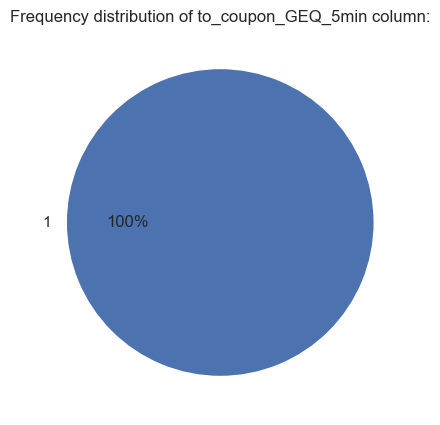 Frequency distribution of to_coupon_GEQ_5min column:
1
100%